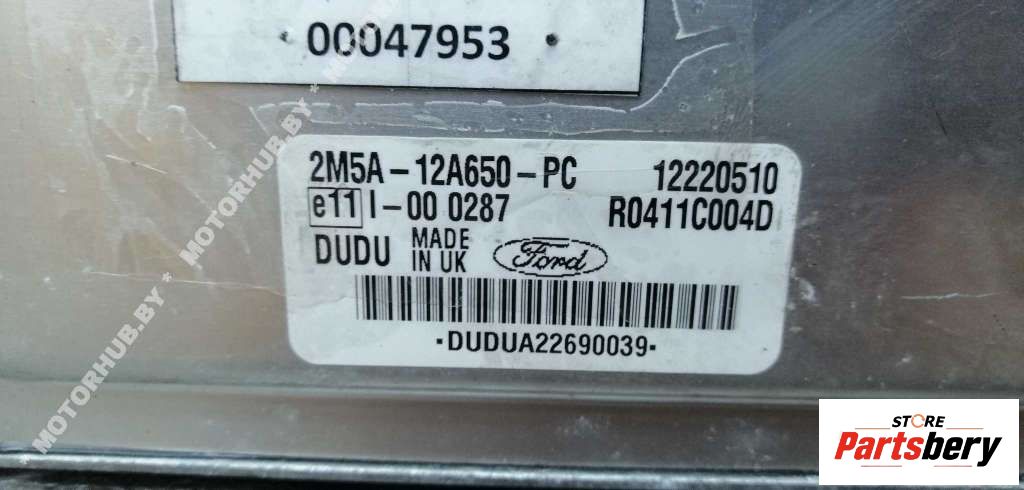 00047953
2M5A-12A650-PC 12220510
e11 I-00 0287 R0411C004D
DUDU MADE IN UK Ford
·DUDUA22690039·
* MOTORHUB.BY * MOTORHUB.BY *
STORE
Partsbery